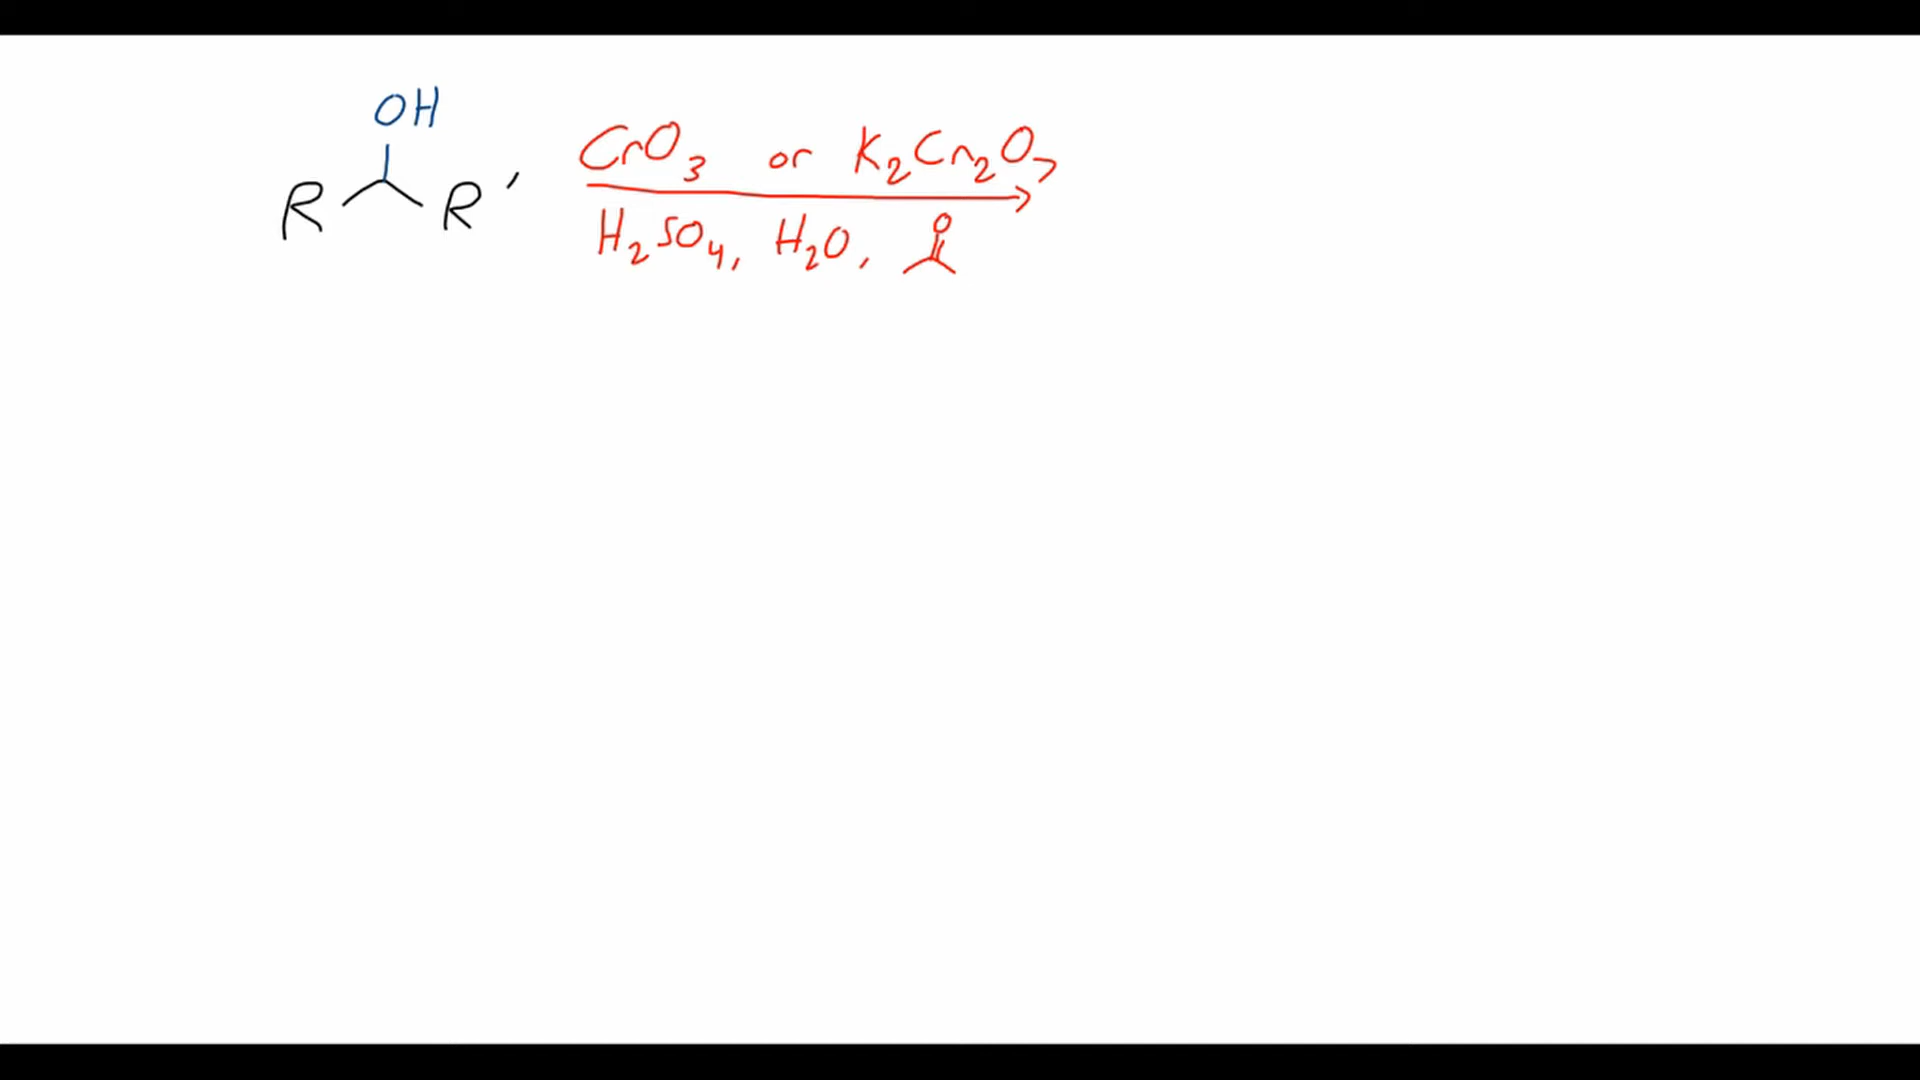 OH
R R'
CrO₃ or K₂Cr₂O₇
H₂SO₄, H₂O, O